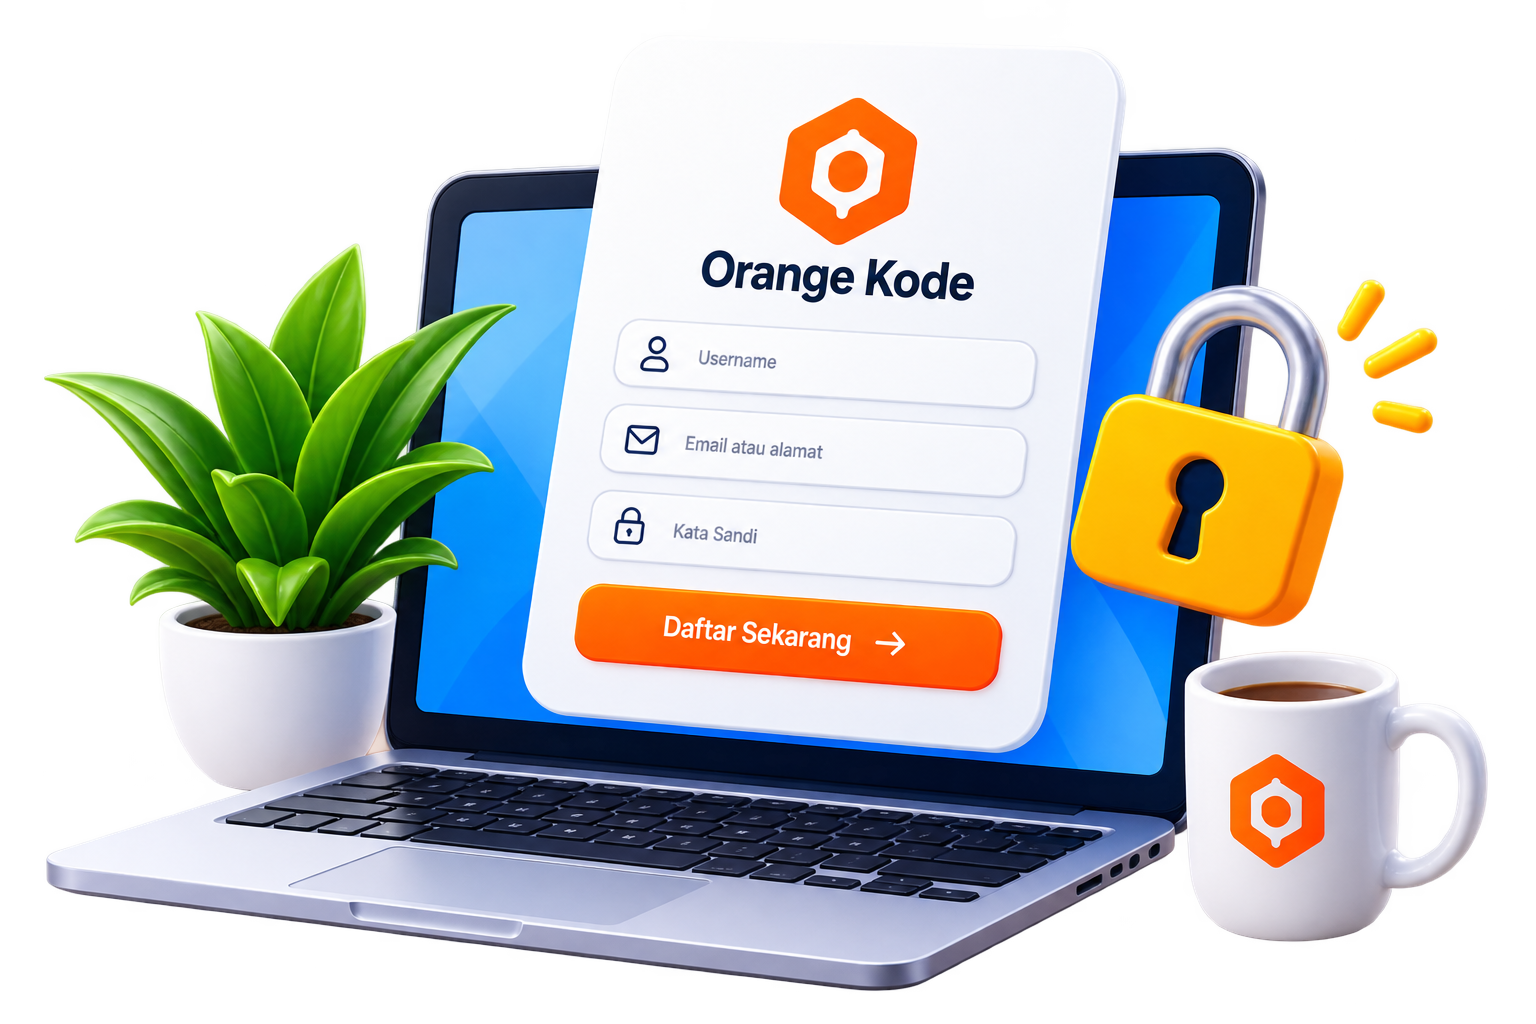 Orange Kode
Username
Email atau alamat
Kata Sandi
Daftar Sekarang